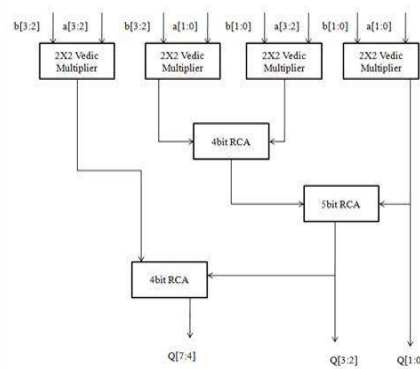 b[3:2] a[3:2] b[3:2] a[1:0] b[1:0] a[3:2] b[1:0] a[1:0]
2X2 Vedic Multiplier
2X2 Vedic Multiplier
2X2 Vedic Multiplier
2X2 Vedic Multiplier
4bit RCA
5bit RCA
4bit RCA
Q[7:4] Q[3:2] Q[1:0